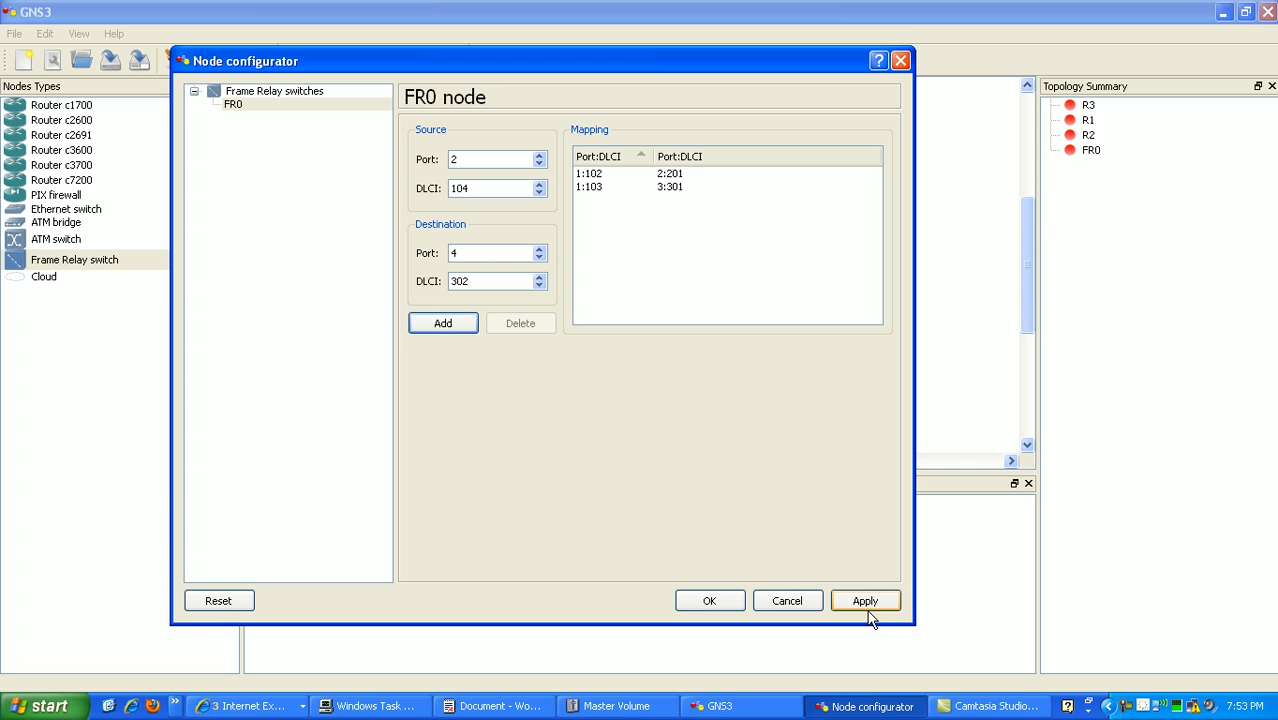 GNS3
File Edit View Help
Node configurator
Nodes Types
Router c1700
Router c2600
Router c2691
Router c3600
Router c3700
Router c7200
PIX firewall
Ethernet switch
ATM bridge
ATM switch
Frame Relay switch
Cloud
Frame Relay switches
FR0
FR0 node
Source
Port: 2
DLCI: 104
Destination
Port: 4
DLCI: 302
Add Delete
Mapping
Port:DLCI Port:DLCI
1:102 2:201
1:103 3:301
Reset OK Cancel Apply
Topology Summary
R3
R1
R2
FR0
start 3 Internet Ex... Windows Task ... Document - Wo... Master Volume GNS3 Node configurator Camtasia Studio... 7:53 PM